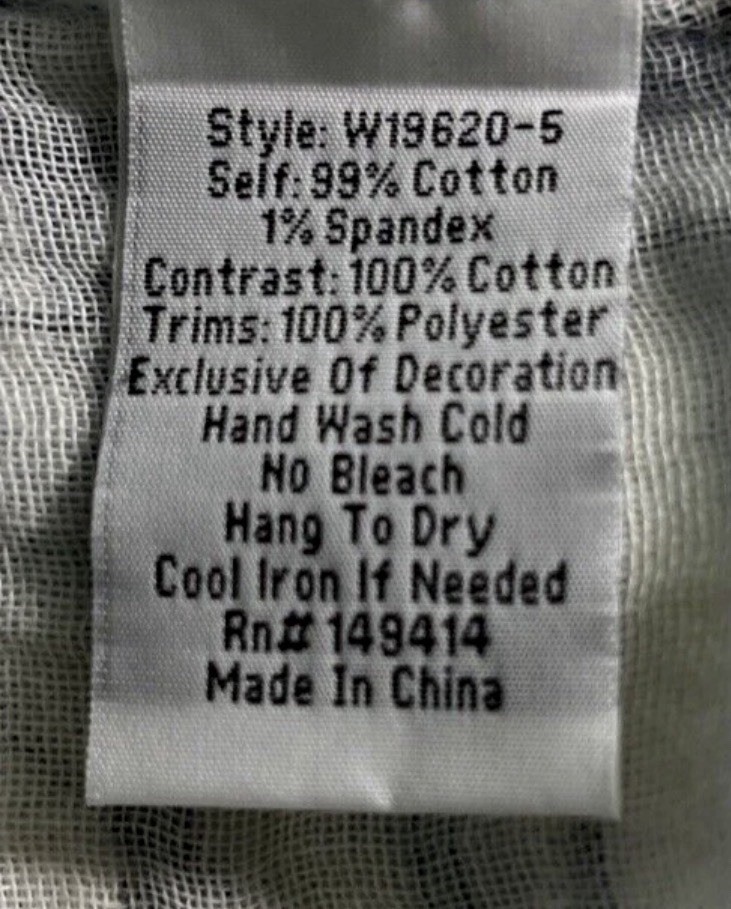 Style: W19620-5
Self: 99% Cotton
1% Spandex
Contrast: 100% Cotton
Trims: 100% Polyester
Exclusive Of Decoration
Hand Wash Cold
No Bleach
Hang To Dry
Cool Iron If Needed
Rn# 149414
Made In China